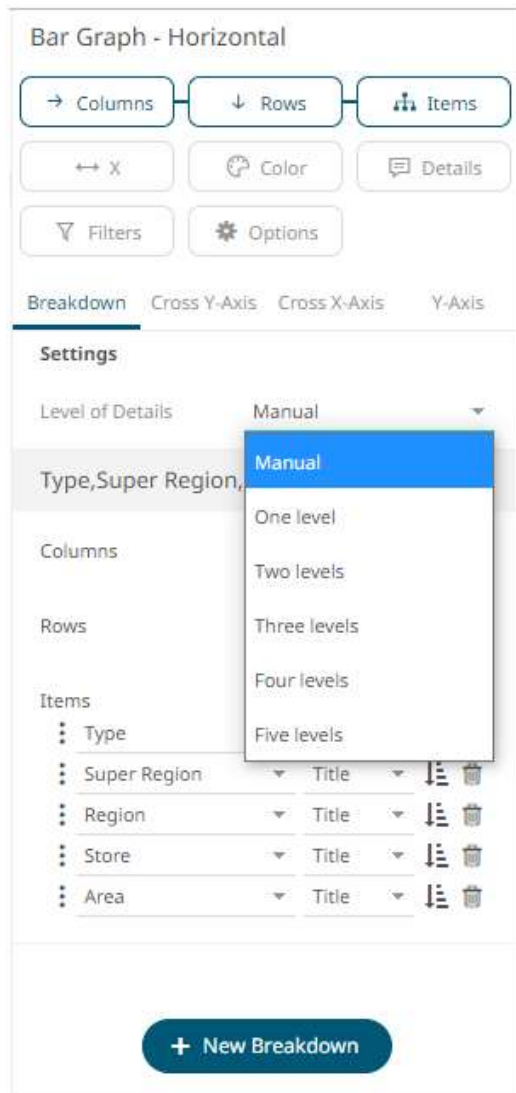 Bar Graph - Horizontal
Columns Rows Items
X Color Details
Filters Options
Breakdown Cross Y-Axis Cross X-Axis Y-Axis
Settings
Level of Details Manual
Manual
Type,Super Region,
One level
Columns
Two levels
Rows
Three levels
Four levels
Items
Type
Five levels
Super Region Title
Region Title
Store Title
Area Title
+ New Breakdown